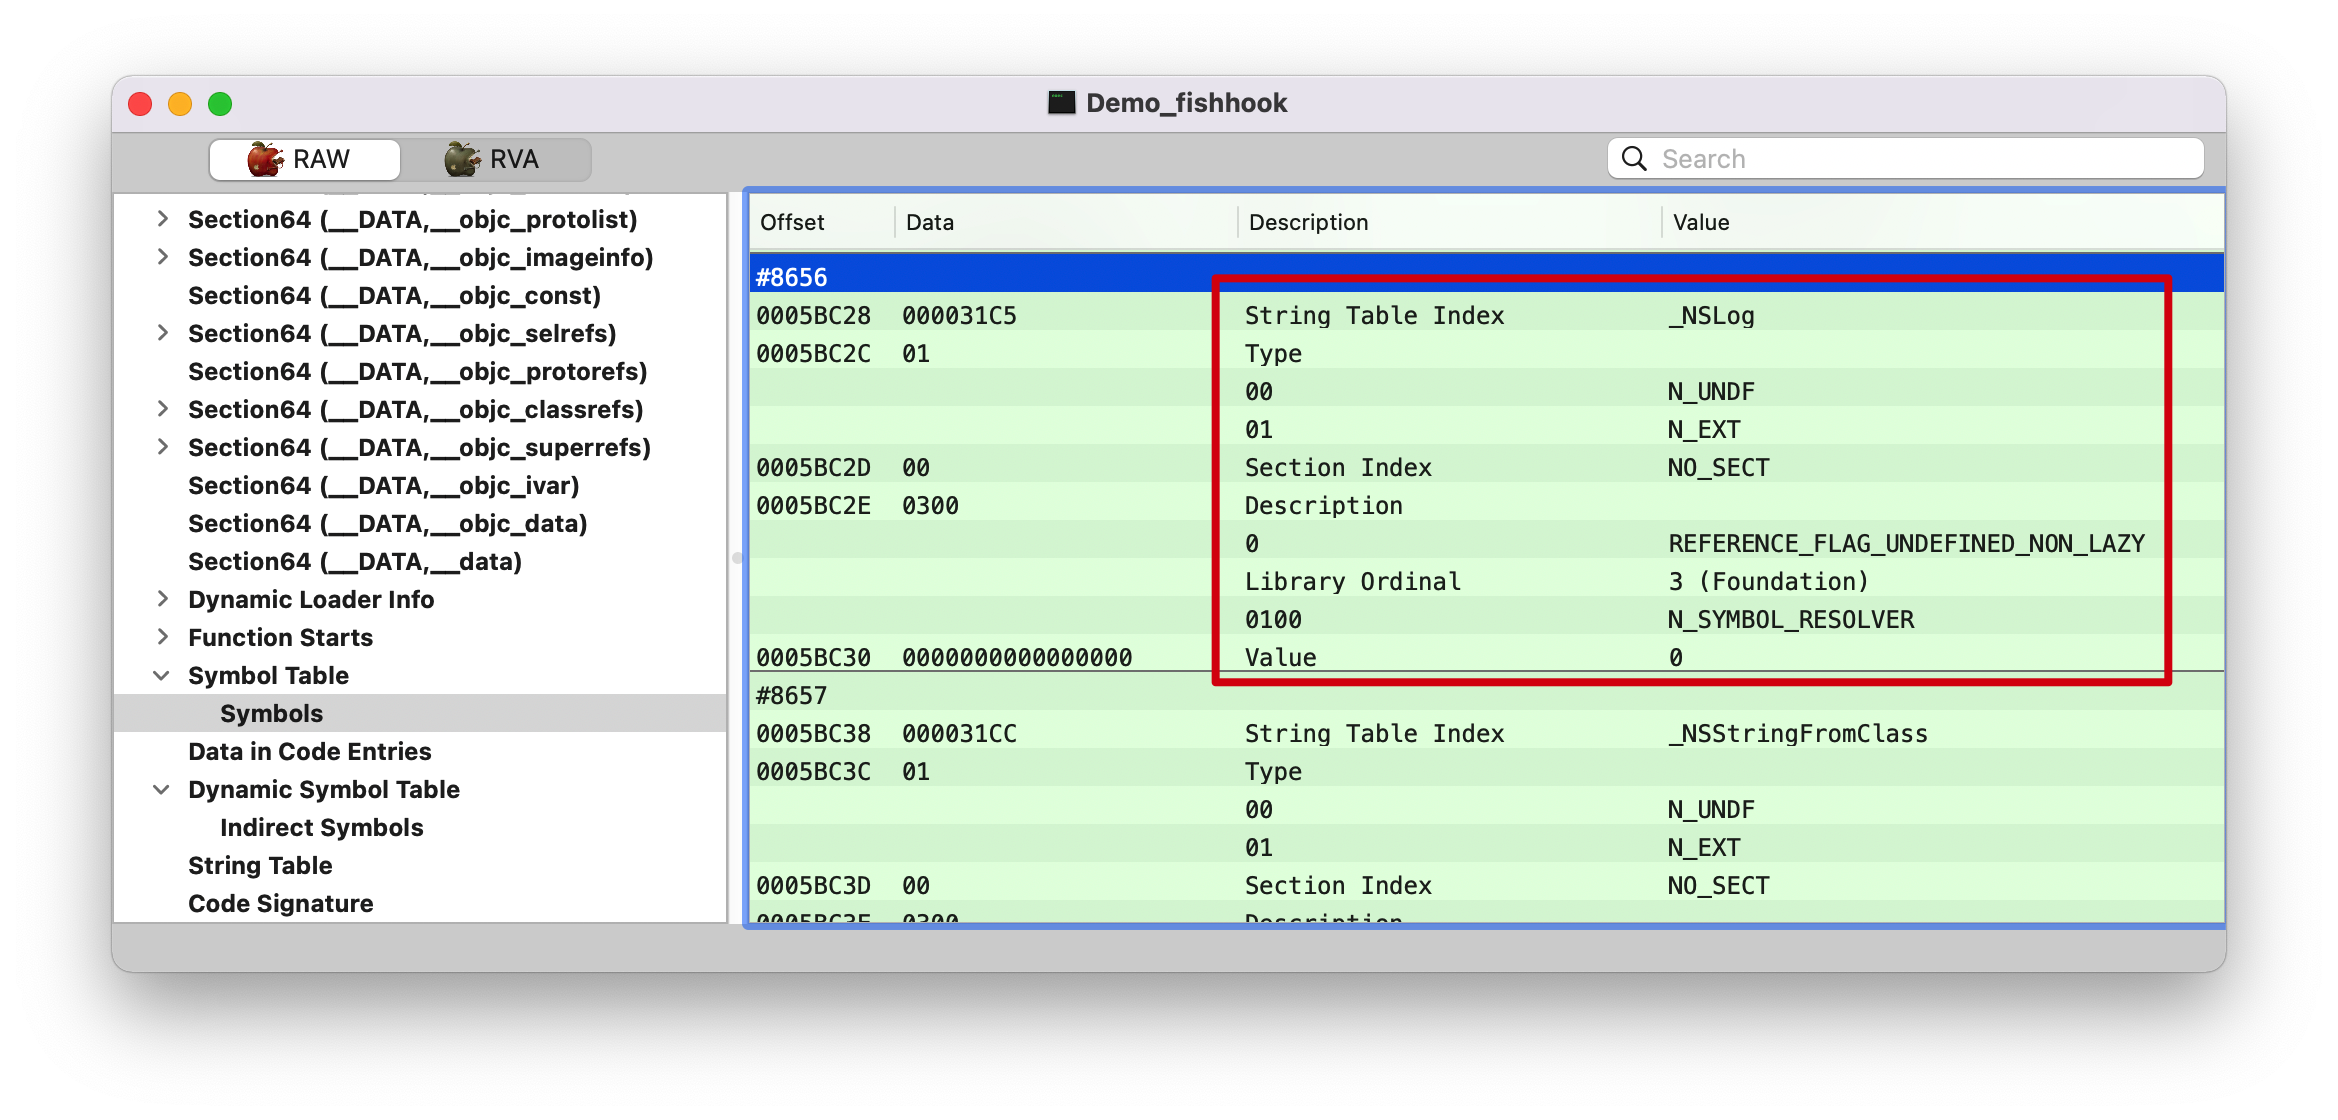 Demo_fishhook
RAW RVA Search
Section64 (__DATA,__objc_protolist)
Section64 (__DATA,__objc_imageinfo)
Section64 (__DATA,__objc_const)
Section64 (__DATA,__objc_selrefs)
Section64 (__DATA,__objc_protorefs)
Section64 (__DATA,__objc_classrefs)
Section64 (__DATA,__objc_superrefs)
Section64 (__DATA,__objc_ivar)
Section64 (__DATA,__objc_data)
Section64 (__DATA,__data)
Dynamic Loader Info
Function Starts
Symbol Table
Symbols
Data in Code Entries
Dynamic Symbol Table
Indirect Symbols
String Table
Code Signature
Offset Data Description Value
#8656
0005BC28 000031C5 String Table Index _NSLog
0005BC2C 01 Type
00 N_UNDF
01 N_EXT
0005BC2D 00 Section Index NO_SECT
0005BC2E 0300 Description
0 REFERENCE_FLAG_UNDEFINED_NON_LAZY
Library Ordinal 3 (Foundation)
0100 N_SYMBOL_RESOLVER
0005BC30 0000000000000000 Value 0
#8657
0005BC38 000031CC String Table Index _NSStringFromClass
0005BC3C 01 Type
00 N_UNDF
01 N_EXT
0005BC3D 00 Section Index NO_SECT
0005BC3E 0300 Description